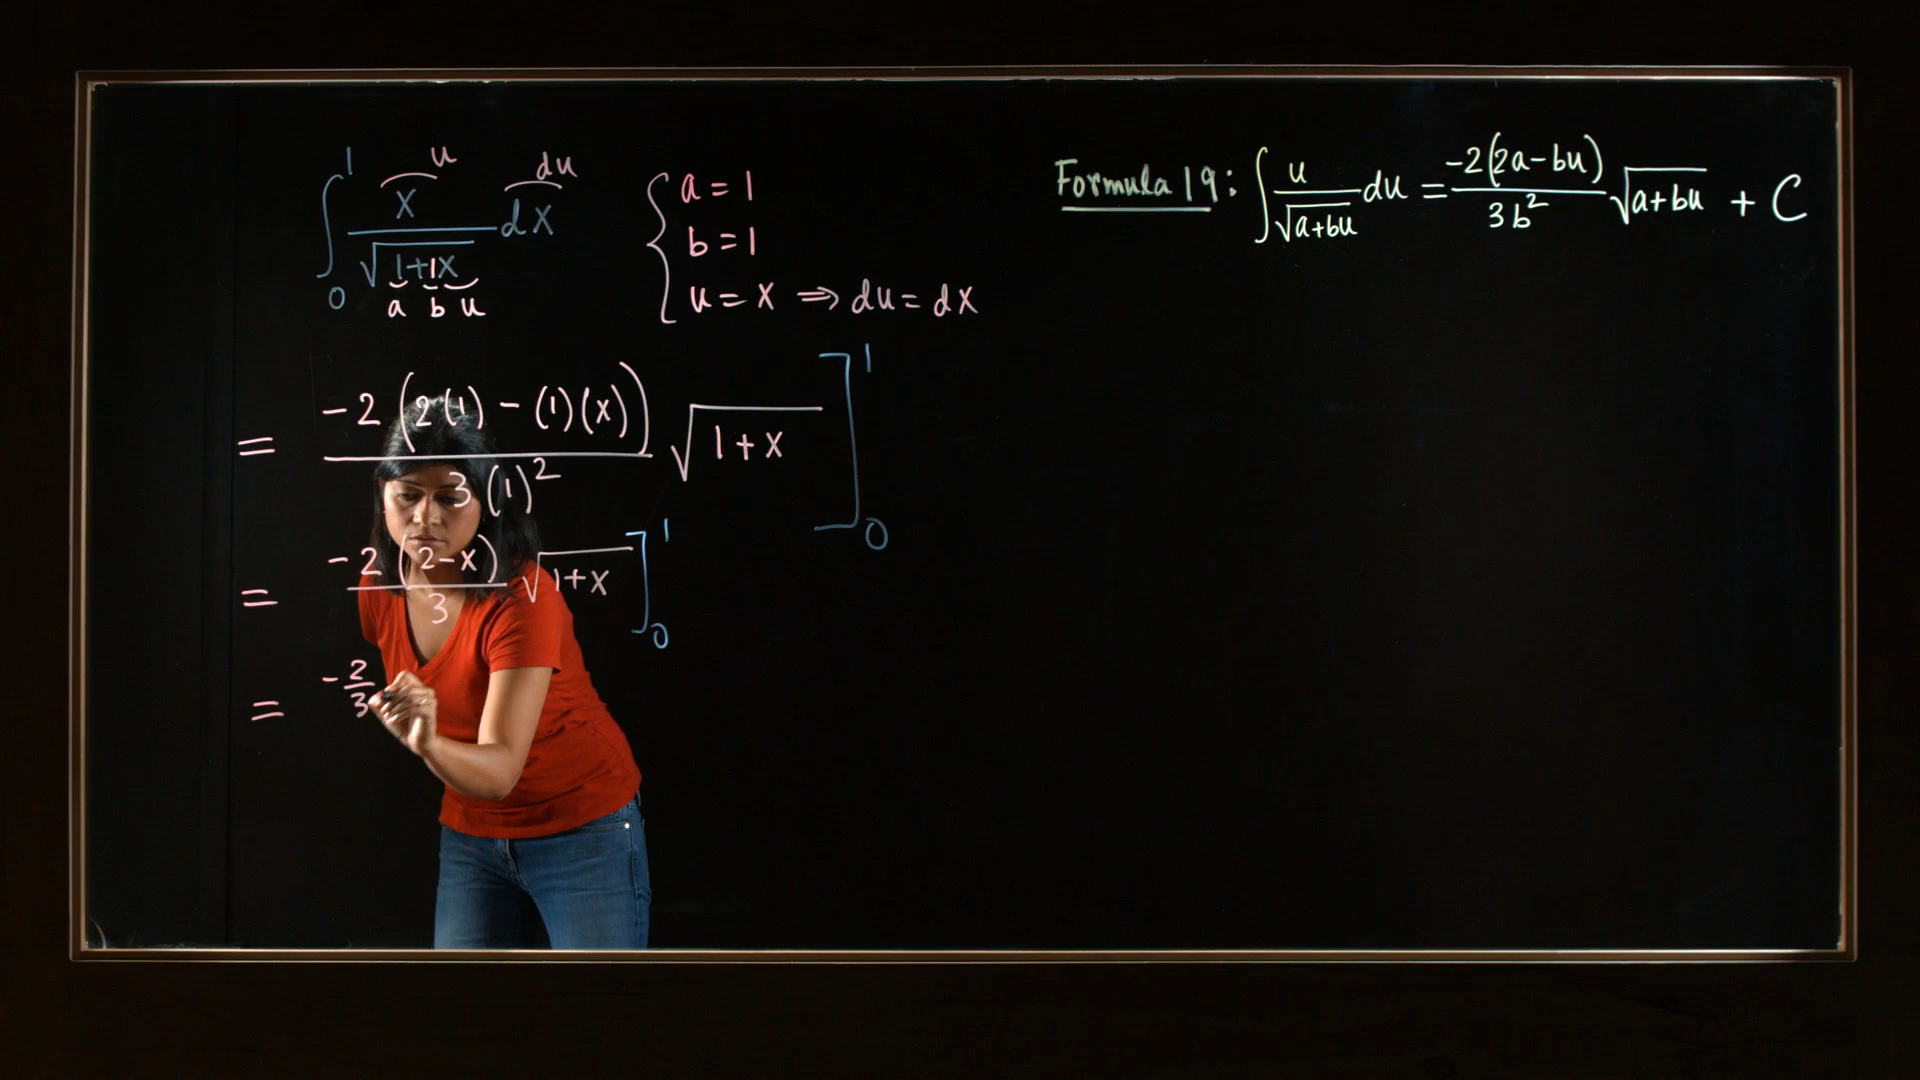 ∫₀¹ x/√(1+1x) dx
u du
a b u
a = 1
b = 1
u = x ⇒ du = dx
Formula 19: ∫ u/√(a+bu) du = -2(2a-bu)/3b² √(a+bu) + C
= -2(2(1) - (1)(x))/3(1)² √(1+x) ]₀¹
= -2(2-x)/3 √(1+x) ]₀¹
= -2/3